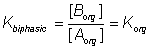 K_biphasic = [B_org] / [A_org] = K_org